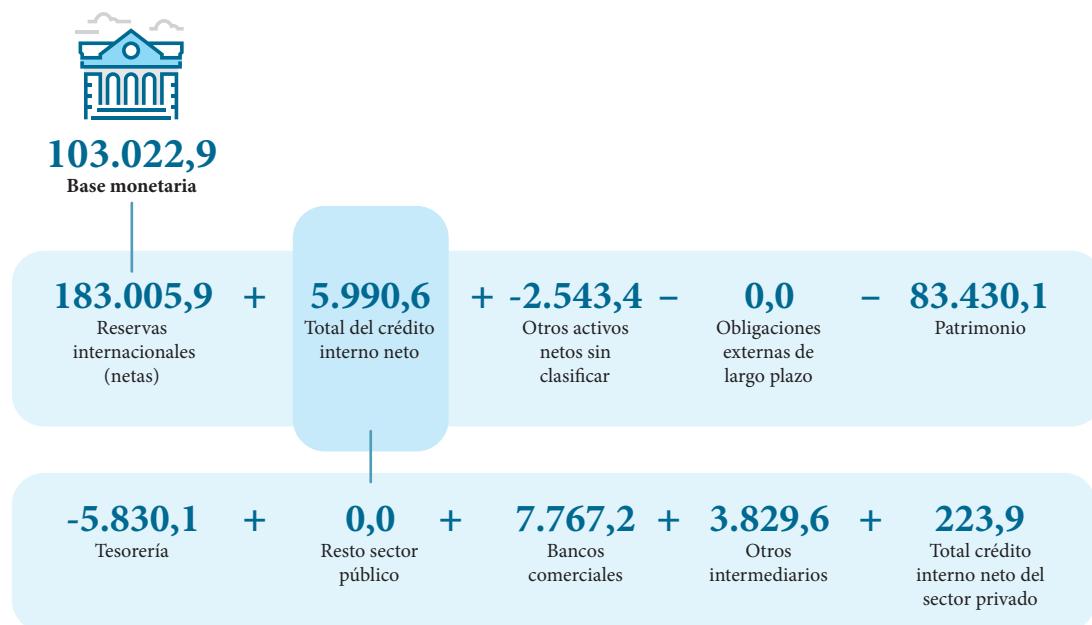 103.022,9
Base monetaria
183.005,9 + 5.990,6 + -2.543,4 – 0,0 – 83.430,1
Reservas
internacionales
(netas)
Total del crédito
interno neto
Otros activos
netos sin
clasificar
Obligaciones
externas de
largo plazo
Patrimonio
-5.830,1 + 0,0 + 7.767,2 + 3.829,6 + 223,9
Tesorería
Resto sector
público
Bancos
comerciales
Otros
intermediarios
Total crédito
interno neto del
sector privado